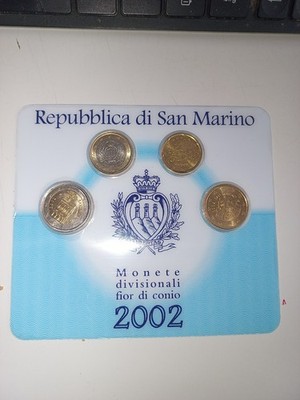 Repubblica di San Marino
Monete
divisionali
fior di conio
2002